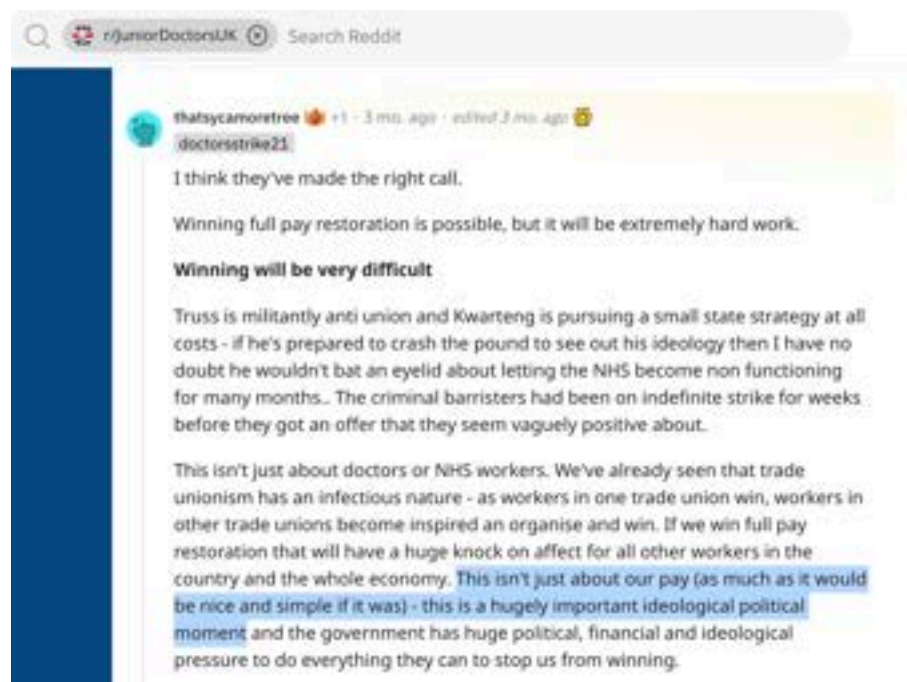 r/JuniorDoctorsUK Search Reddit
thatsycamoretree +1 · 3 mo. ago · edited 3 mo. ago
doctorsstrike21
I think they've made the right call.
Winning full pay restoration is possible, but it will be extremely hard work.
Winning will be very difficult
Truss is militantly anti union and Kwarteng is pursuing a small state strategy at all
costs - if he's prepared to crash the pound to see out his ideology then I have no
doubt he wouldn't bat an eyelid about letting the NHS become non functioning
for many months.. The criminal barristers had been on indefinite strike for weeks
before they got an offer that they seem vaguely positive about.
This isn't just about doctors or NHS workers. We've already seen that trade
unionism has an infectious nature - as workers in one trade union win, workers in
other trade unions become inspired an organise and win. If we win full pay
restoration that will have a huge knock on affect for all other workers in the
country and the whole economy. This isn't just about our pay (as much as it would
be nice and simple if it was) - this is a hugely important ideological political
moment and the government has huge political, financial and ideological
pressure to do everything they can to stop us from winning.